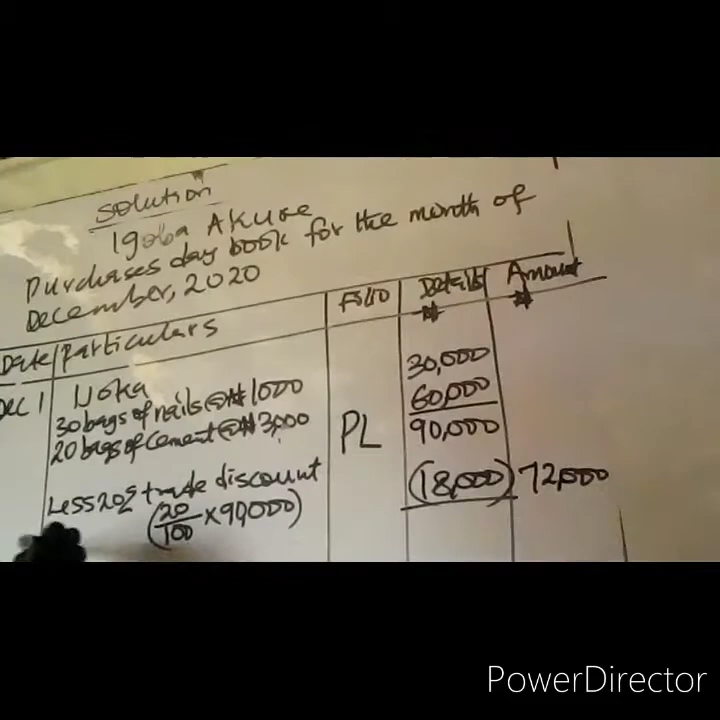 Solution
Igoba Akure
Purchases day book for the month of
December, 2020
Date Particulars Folio Details Amount
₦ ₦
Dec 1
30 bags of nails @ ₦1000 30,000
20 bags of cement @ ₦3,000 60,000
PL 90,000
Less 20% trade discount (18,000) 72,000
(20/100 × 90,000)
PowerDirector